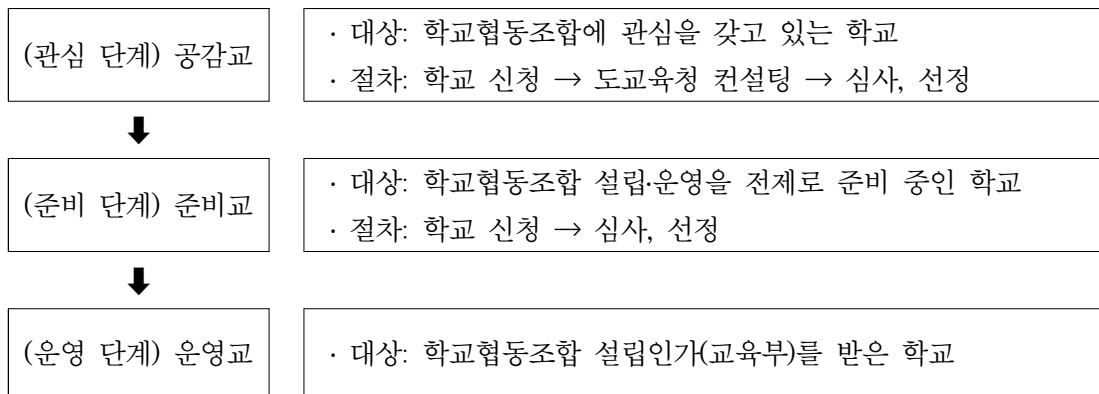 (관심 단계) 공감교
· 대상: 학교협동조합에 관심을 갖고 있는 학교
· 절차: 학교 신청 → 도교육청 컨설팅 → 심사, 선정
(준비 단계) 준비교
· 대상: 학교협동조합 설립·운영을 전제로 준비 중인 학교
· 절차: 학교 신청 → 심사, 선정
(운영 단계) 운영교
· 대상: 학교협동조합 설립인가(교육부)를 받은 학교